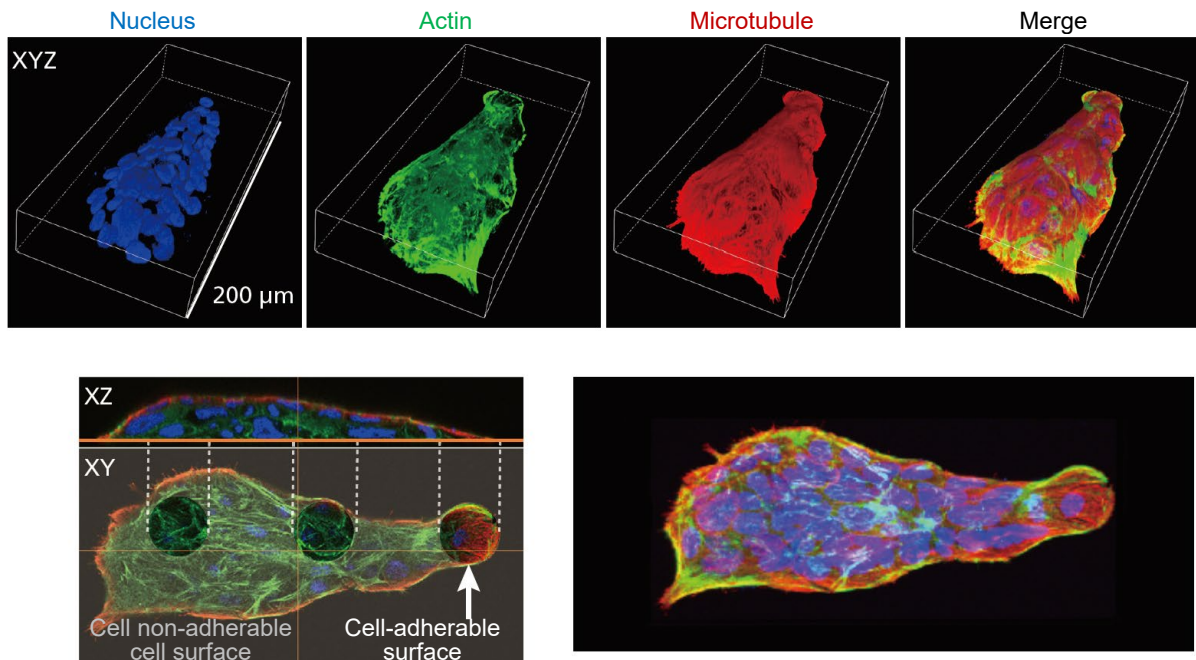 Nucleus
Actin
Microtubule
Merge
XYZ
200 μm
XZ
XY
Cell non-adherable
cell surface
Cell-adherable
surface